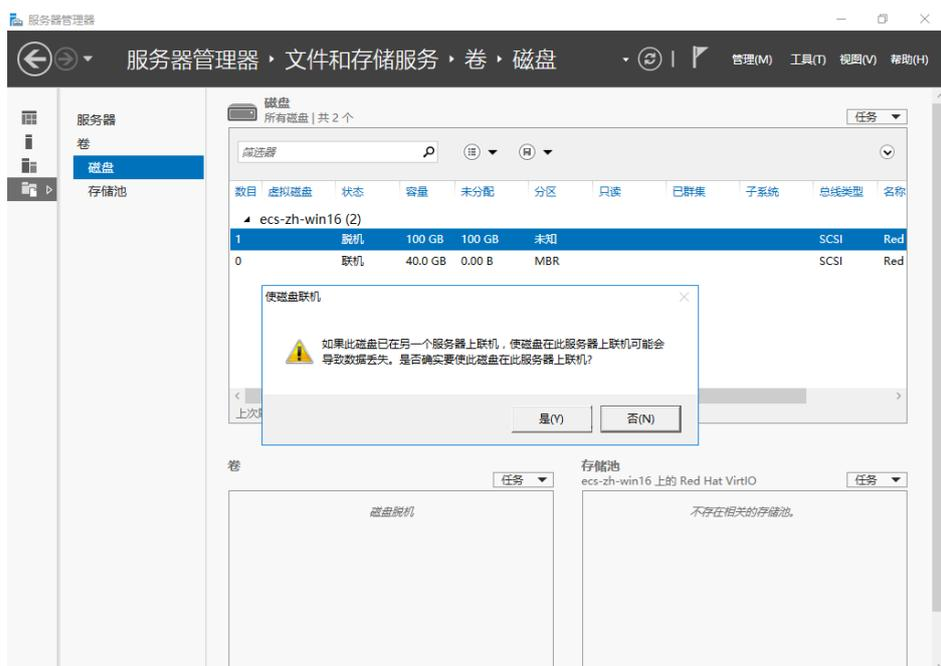 服务器管理器
服务器管理器 ‣ 文件和存储服务 ‣ 卷 ‣ 磁盘
管理(M) 工具(T) 视图(V) 帮助(H)
服务器
卷
磁盘
存储池
磁盘
所有磁盘 | 共 2 个
任务
筛选器
数目 虚拟磁盘 状态 容量 未分配 分区 只读 已群集 子系统 总线类型 名称
ecs-zh-win16 (2)
1 脱机 100 GB 100 GB 未知 SCSI Red
0 联机 40.0 GB 0.00 B MBR SCSI Red
使磁盘联机
如果此磁盘已在另一个服务器上联机，使磁盘在此服务器上联机可能会
导致数据丢失。是否确实要使此磁盘在此服务器上联机?
是(Y) 否(N)
上次
卷
任务
磁盘脱机
存储池
ecs-zh-win16 上的 Red Hat VirtIO
任务
不存在相关的存储池。